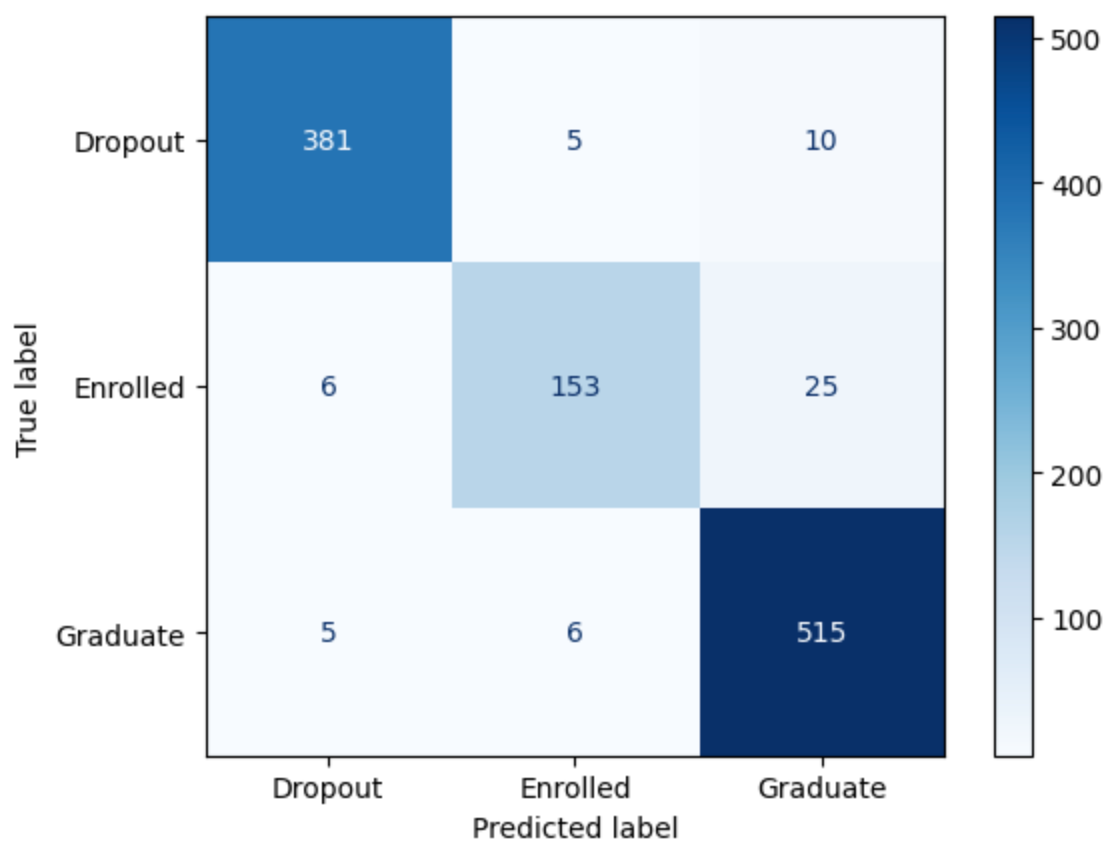 500
Dropout 381 5 10
400
300
True label
Enrolled 6 153 25
200
100
Graduate 5 6 515
Dropout Enrolled Graduate
Predicted label